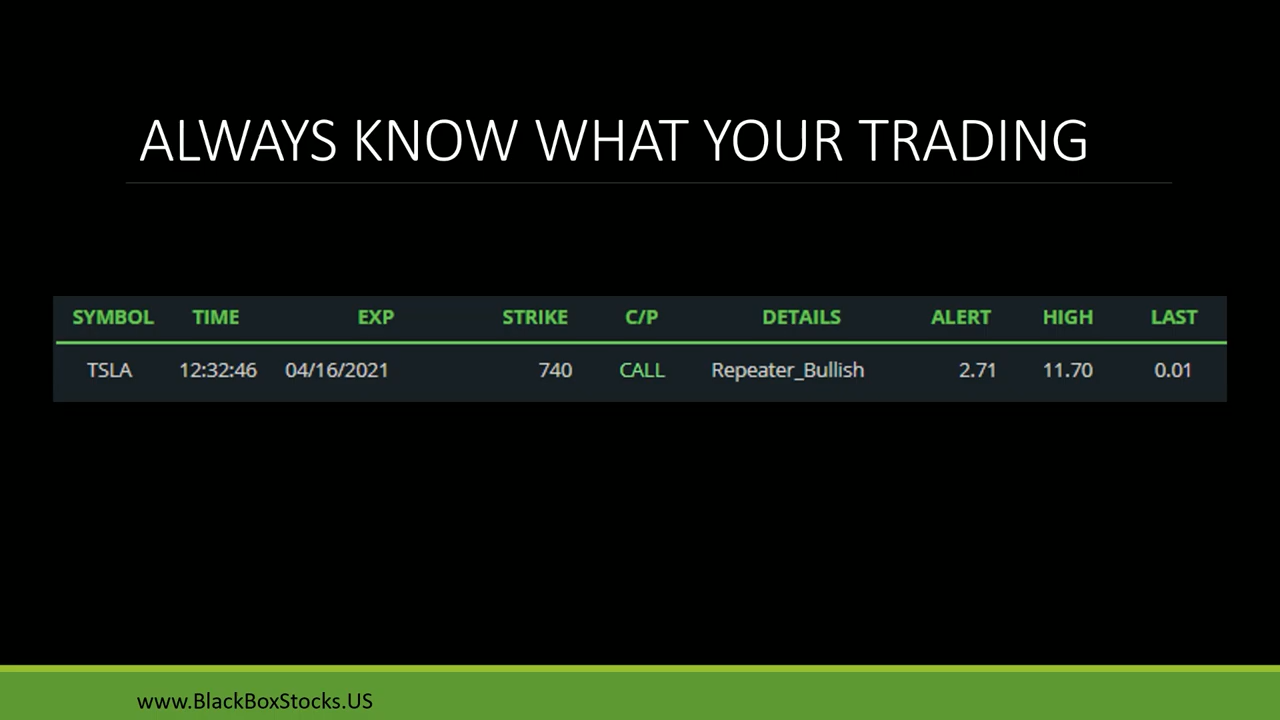 ALWAYS KNOW WHAT YOUR TRADING
SYMBOL TIME EXP STRIKE C/P DETAILS ALERT HIGH LAST
TSLA 12:32:46 04/16/2021 740 CALL Repeater_Bullish 2.71 11.70 0.01
www.BlackBoxStocks.US